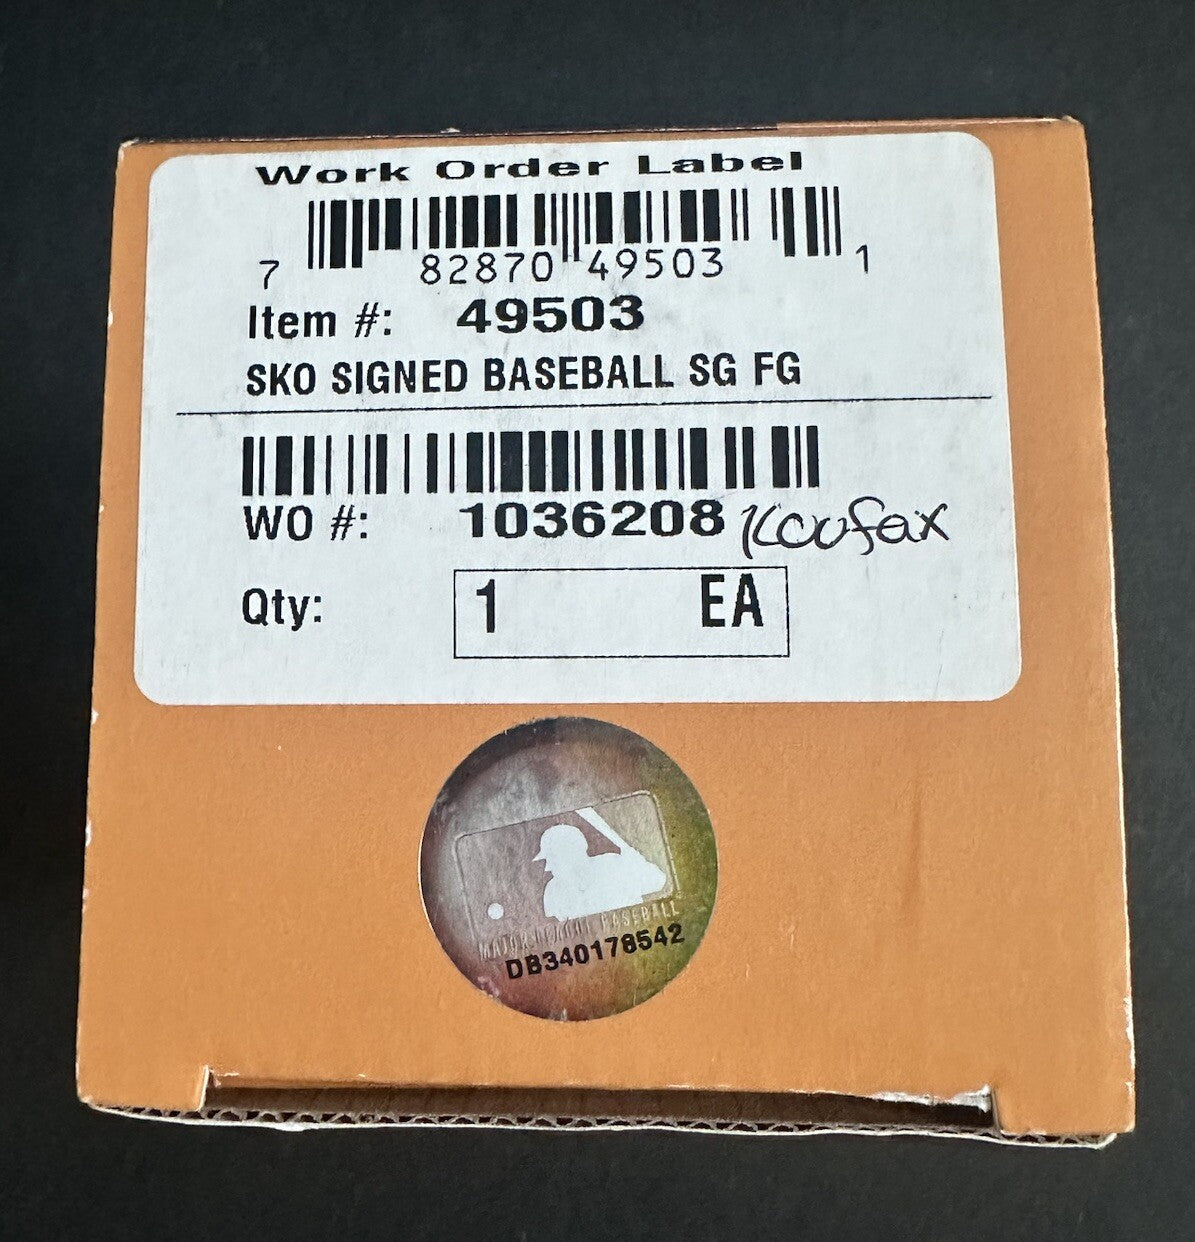 Work Order Label
7 82870 49503 1
Item #: 49503
SKO SIGNED BASEBALL SG FG
WO #: 1036208 Koufax
Qty: 1 EA
MAJOR LEAGUE BASEBALL
DB340178542